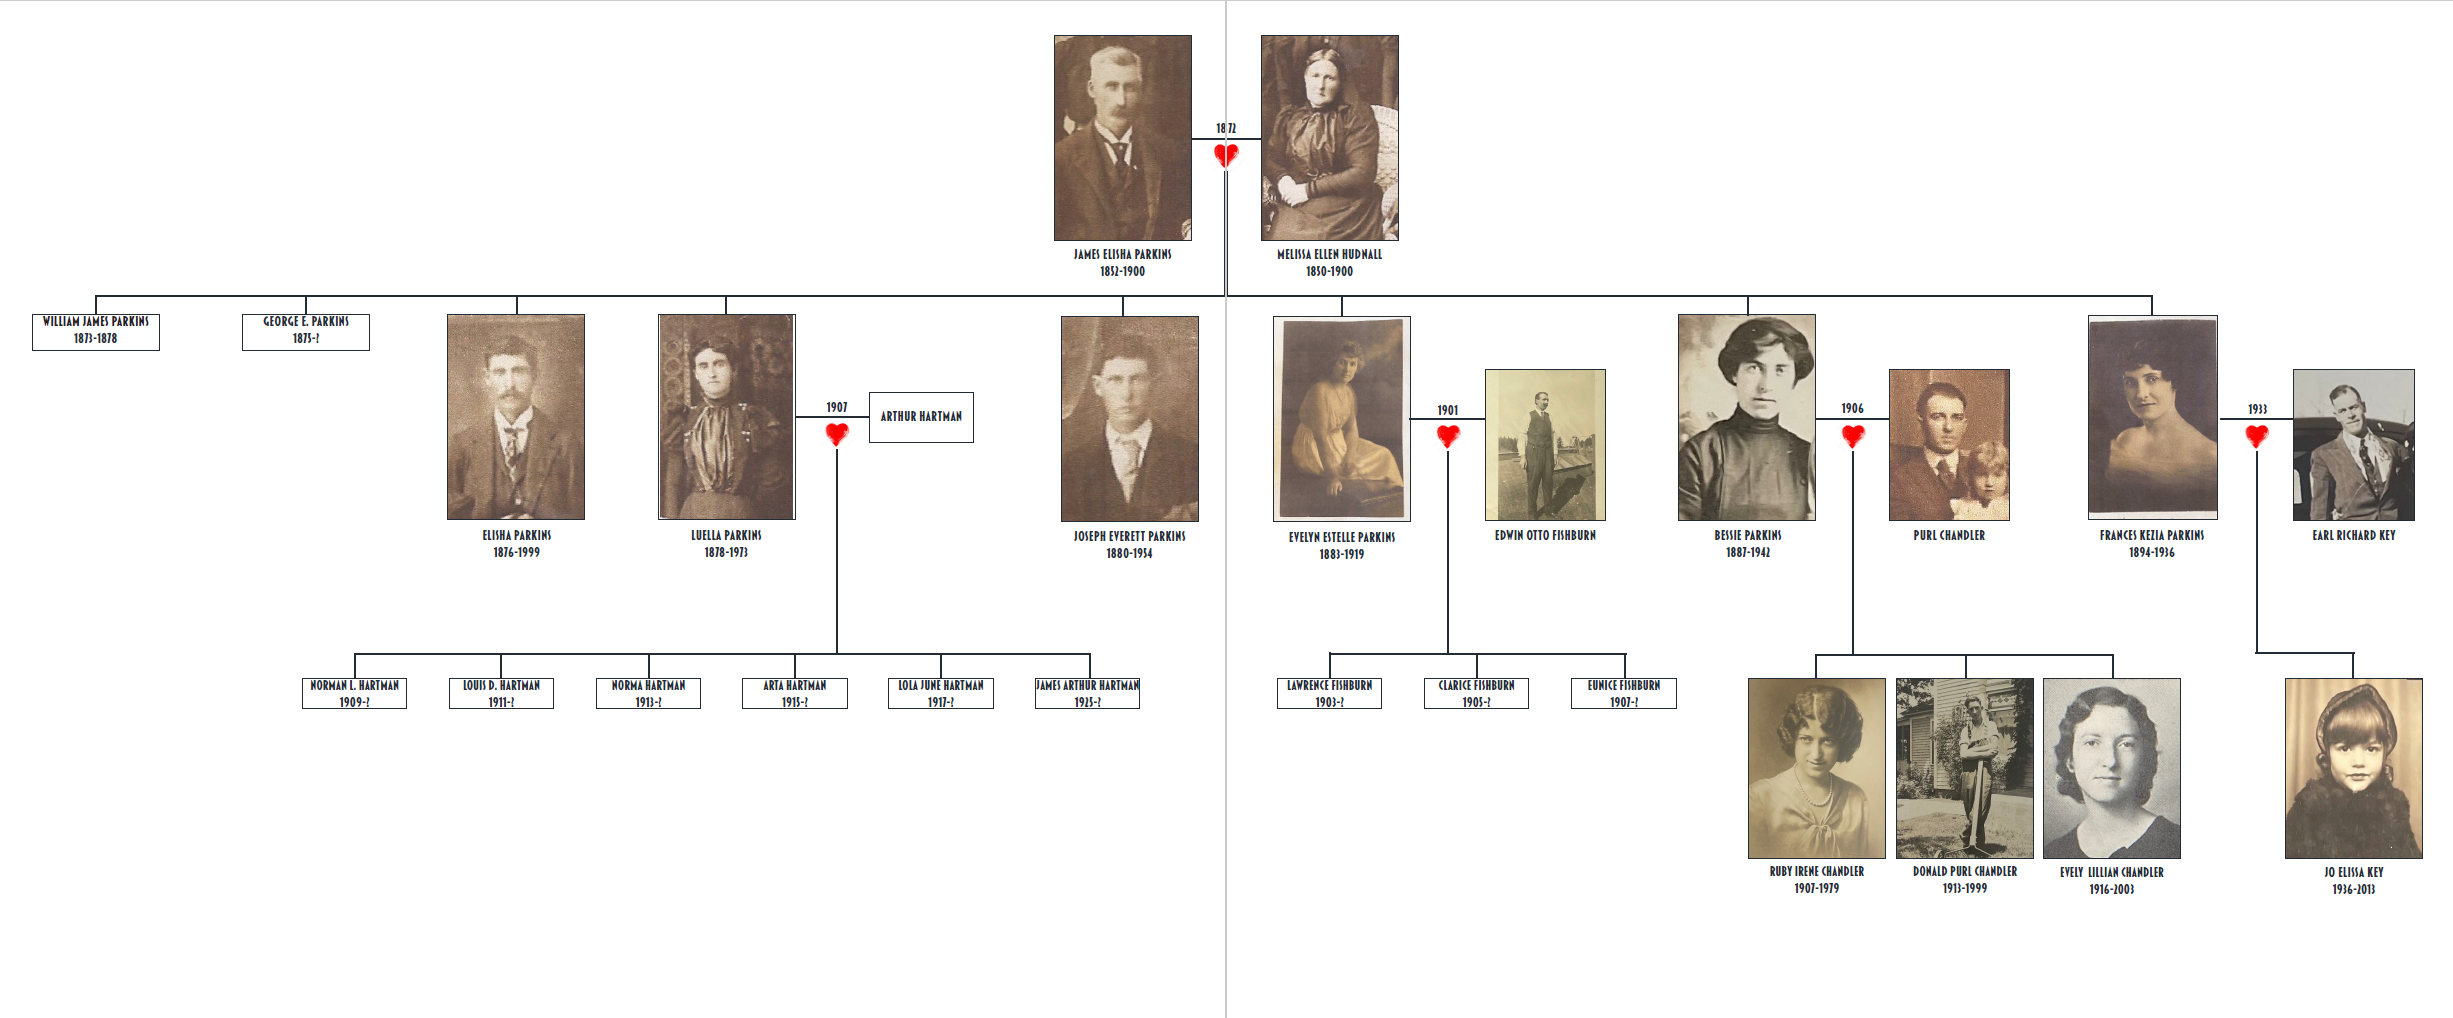 1872
JAMES ELISHA PARKINS
1852-1900
MELISSA ELLEN HUDNALL
1850-1900
WILLIAM JAMES PARKINS
1873-1878
GEORGE E. PARKINS
1875-?
ELISHA PARKINS
1876-1999
LUELLA PARKINS
1878-1973
1907
ARTHUR HARTMAN
JOSEPH EVERETT PARKINS
1880-1954
EVELYN ESTELLE PARKINS
1883-1919
1901
EDWIN OTTO FISHBURN
BESSIE PARKINS
1887-1942
1906
PURL CHANDLER
FRANCES KEZIA PARKINS
1894-1936
1933
EARL RICHARD KEY
NORMAN L. HARTMAN
1909-?
LOUIS D. HARTMAN
1911-?
NORMA HARTMAN
1913-?
ARTA HARTMAN
1915-?
LOLA JUNE HARTMAN
1917-?
JAMES ARTHUR HARTMAN
1925-?
LAWRENCE FISHBURN
1903-?
CLARICE FISHBURN
1905-?
EUNICE FISHBURN
1907-?
RUBY IRENE CHANDLER
1907-1979
DONALD PURL CHANDLER
1913-1999
EVELY LILLIAN CHANDLER
1916-2003
JO ELISSA KEY
1936-2013